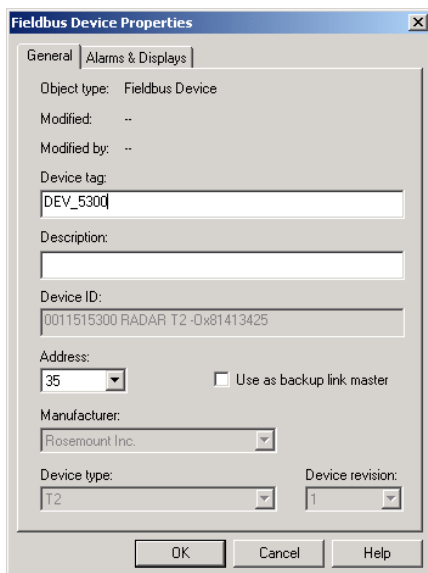 Fieldbus Device Properties
General Alarms & Displays
Object type: Fieldbus Device
Modified: --
Modified by: --
Device tag:
DEV_5300
Description:
Device ID:
0011515300 RADAR T2 -0x81413425
Address:
35 Use as backup link master
Manufacturer:
Rosemount Inc.
Device type: Device revision:
T2 1
OK Cancel Help